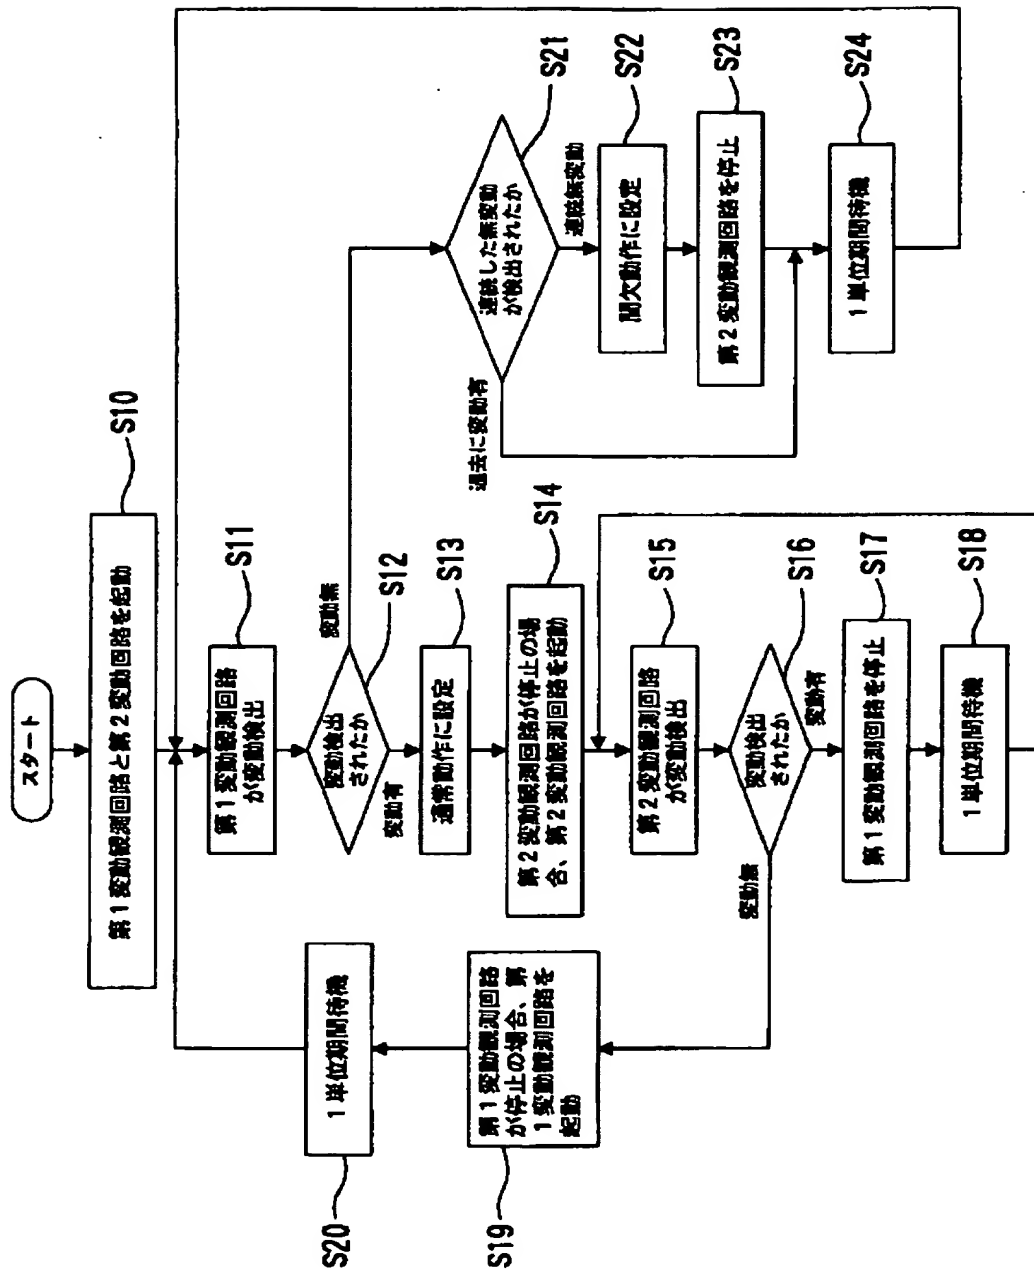 スタート
第1変動観測回路と第2変動回路を起動
S10
第1変動観測回路
が変動検出
S11
変動検出
されたか
S12
変動無
変動有
通常動作に設定
S13
第2変動観測回路が停止の場
合、第2変動観測回路を起動
S14
第2変動観測回路
が変動検出
S15
変動検出
されたか
S16
変動有
変動無
第1変動観測回路を停止
S17
1単位期間待機
S18
第1変動観測回路
が停止の場合、第
1変動観測回路を
起動
S19
1単位期間待機
S20
連続した無変動
が検出されたか
S21
連続無変動
過去に変動有
間欠動作に設定
S22
第2変動観測回路を停止
S23
1単位期間待機
S24